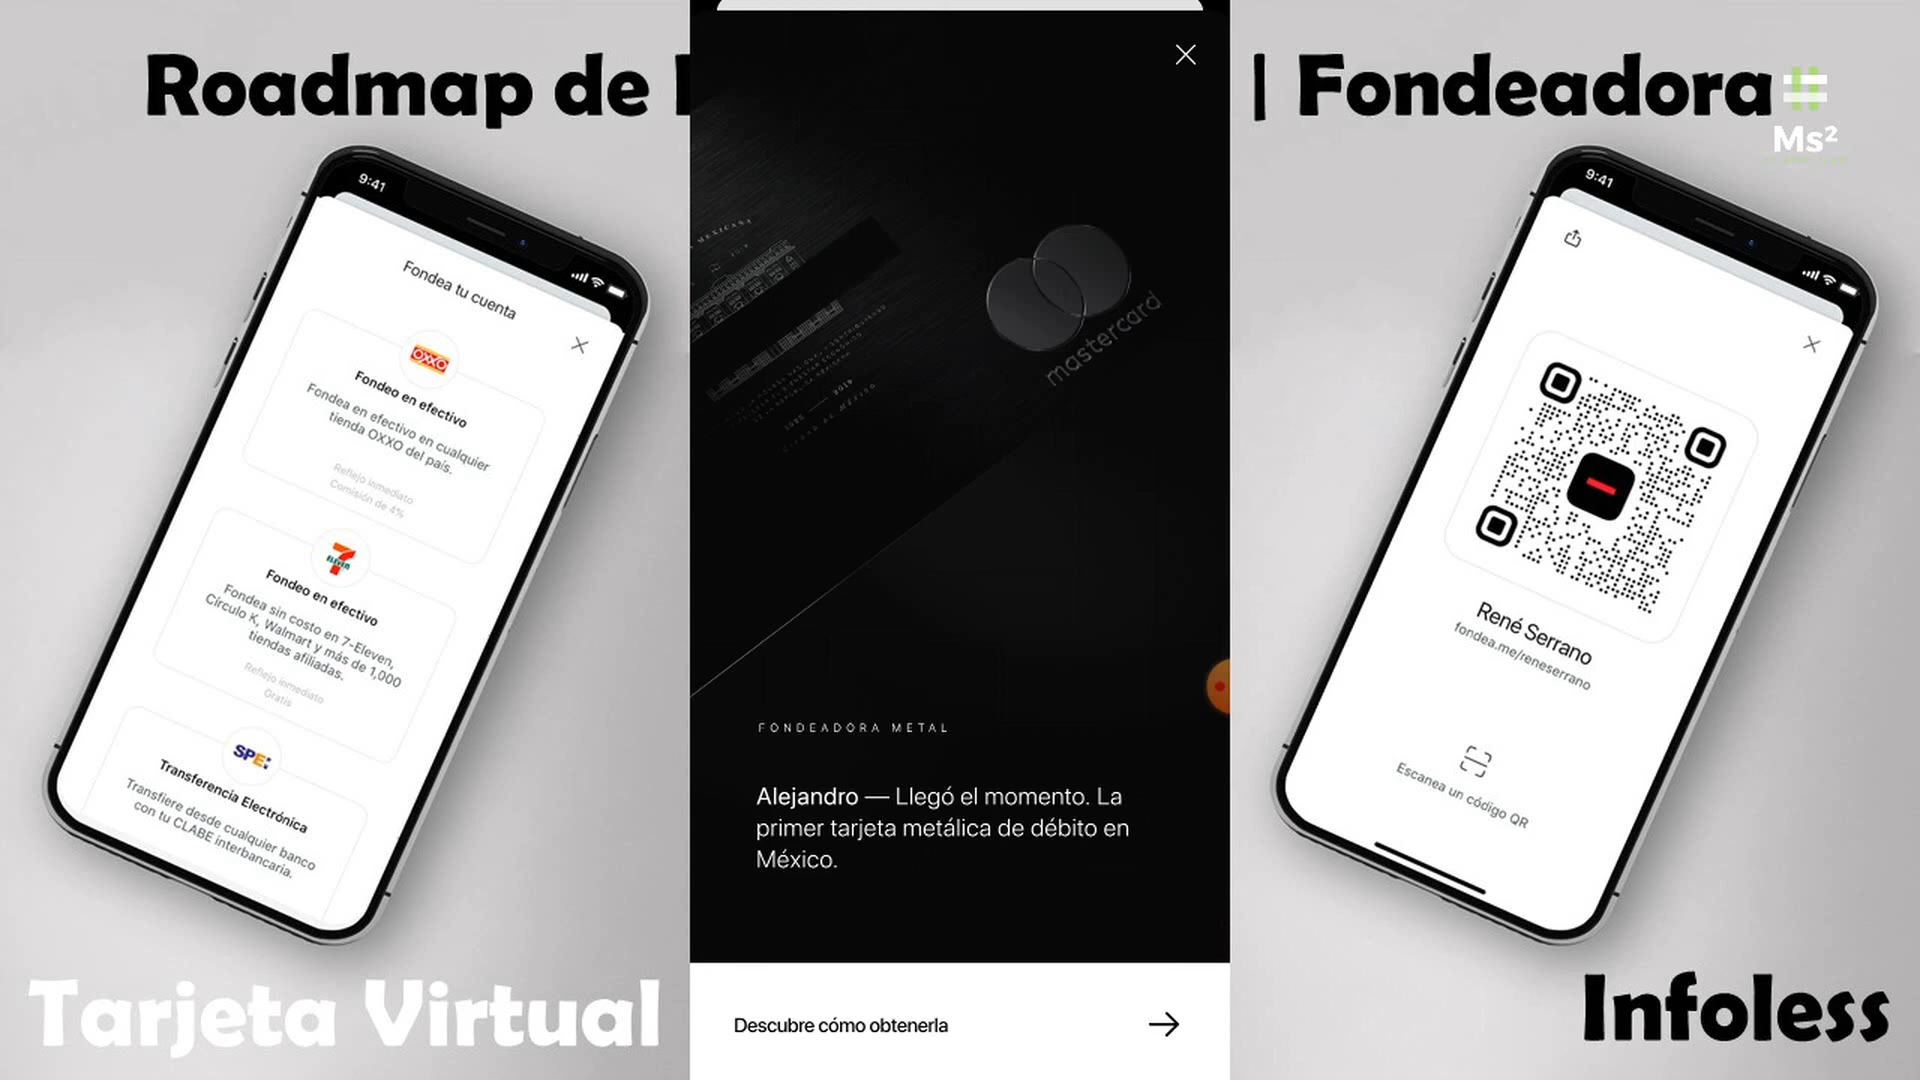 Roadmap de
| Fondeadora
Ms²
9:41
Fondea tu cuenta
OXXO
Fondeo en efectivo
Fondea en efectivo en cualquier
tienda OXXO del país.
Reflejo inmediato
Comisión de 4%
7
ELEVEN
Fondeo en efectivo
Fondea sin costo en 7-Eleven,
Círculo K, Walmart y más de 1,000
tiendas afiliadas.
Reflejo inmediato
Gratis
SPEI
Transferencia Electrónica
Transfiere desde cualquier banco
con tu CLABE interbancaria.
Tarjeta Virtual
mastercard
2019
FONDEADORA METAL
Alejandro — Llegó el momento. La
primer tarjeta metálica de débito en
México.
Descubre cómo obtenerla
9:41
René Serrano
fondea.me/reneserrano
Escanea un código QR
Infoless